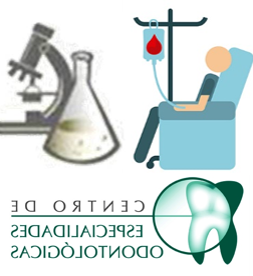 CENTRO DE
ESPECIALIDADES
ODONTOLÓGICAS